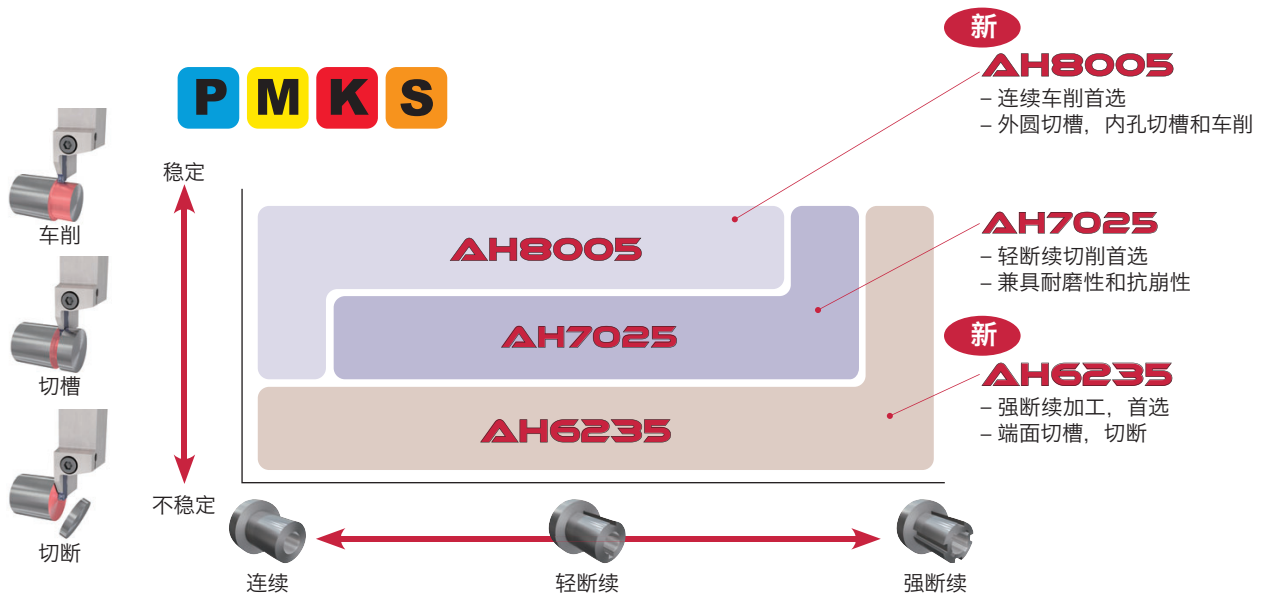 P M K S
新
AH8005
– 连续车削首选
– 外圆切槽，内孔切槽和车削
稳定
车削
AH8005
AH7025
– 轻断续切削首选
– 兼具耐磨性和抗崩性
AH7025
切槽
新
AH6235
– 强断续加工，首选
– 端面切槽，切断
AH6235
不稳定
切断
连续
轻断续
强断续